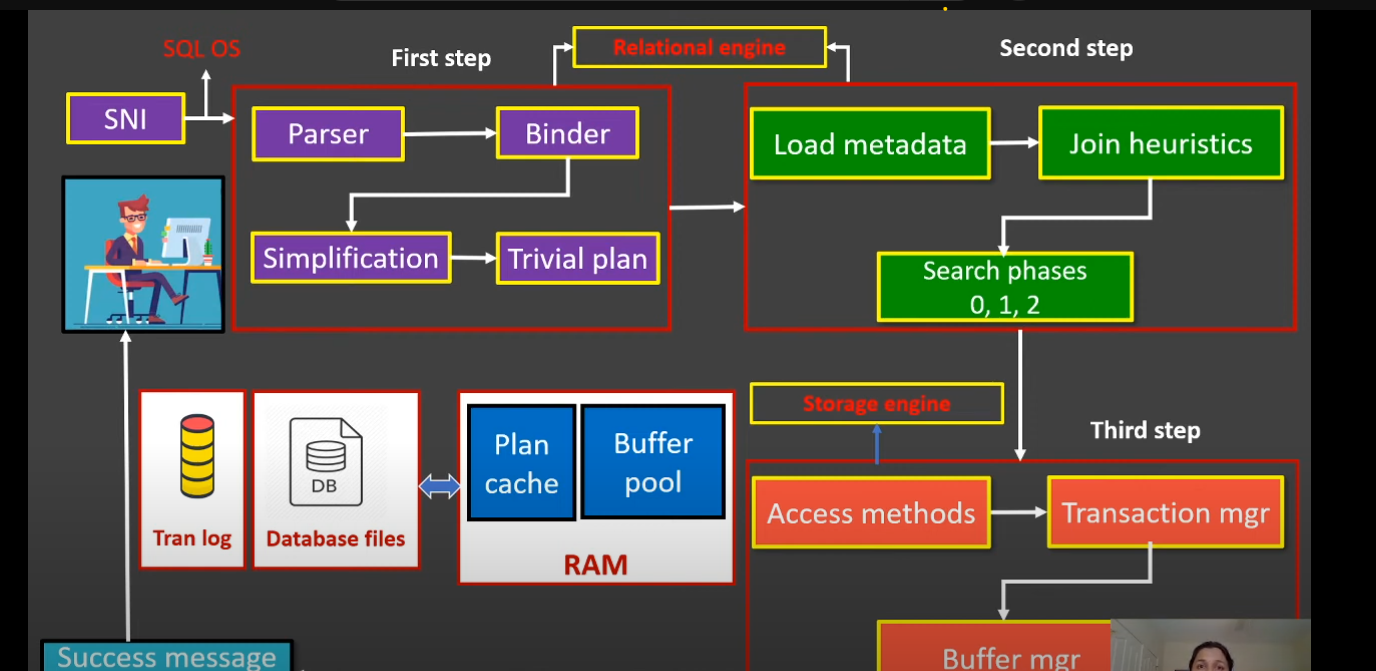 SQL OS
First step
Relational engine
Second step
SNI
Parser
Binder
Simplification
Trivial plan
Load metadata
Join heuristics
Search phases
0, 1, 2
Tran log
DB
Database files
Plan
cache
Buffer
pool
RAM
Storage engine
Third step
Access methods
Transaction mgr
Buffer mgr
Success message